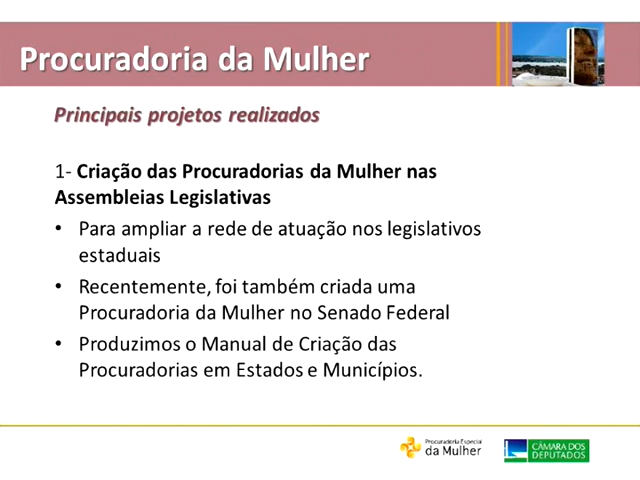 Procuradoria da Mulher
Principais projetos realizados
1- Criação das Procuradorias da Mulher nas
Assembleias Legislativas
• Para ampliar a rede de atuação nos legislativos
estaduais
• Recentemente, foi também criada uma
Procuradoria da Mulher no Senado Federal
• Produzimos o Manual de Criação das
Procuradorias em Estados e Municípios.
Procuradoria Especial
da Mulher
CÂMARA DOS
DEPUTADOS